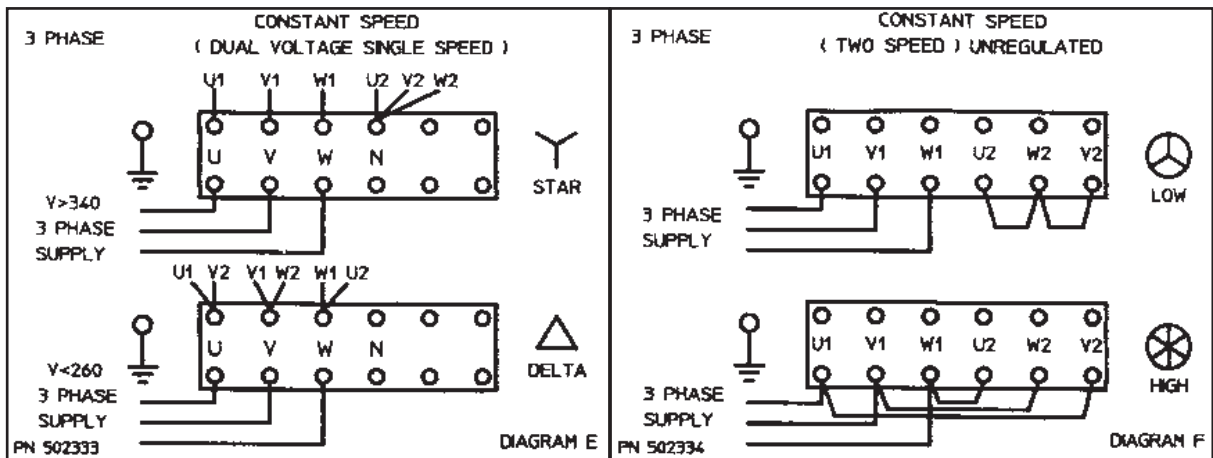 3 PHASE
CONSTANT SPEED
( DUAL VOLTAGE SINGLE SPEED )
U1 V1 W1 U2 V2 W2
U V W N
STAR
V>340
3 PHASE
SUPPLY
U1 V2 V1 W2 W1 U2
U V W N
DELTA
V<260
3 PHASE
SUPPLY
PN 502333
DIAGRAM E
3 PHASE
CONSTANT SPEED
( TWO SPEED ) UNREGULATED
U1 V1 W1 U2 W2 V2
LOW
3 PHASE
SUPPLY
U1 V1 W1 U2 W2 V2
HIGH
3 PHASE
SUPPLY
PN 502334
DIAGRAM F